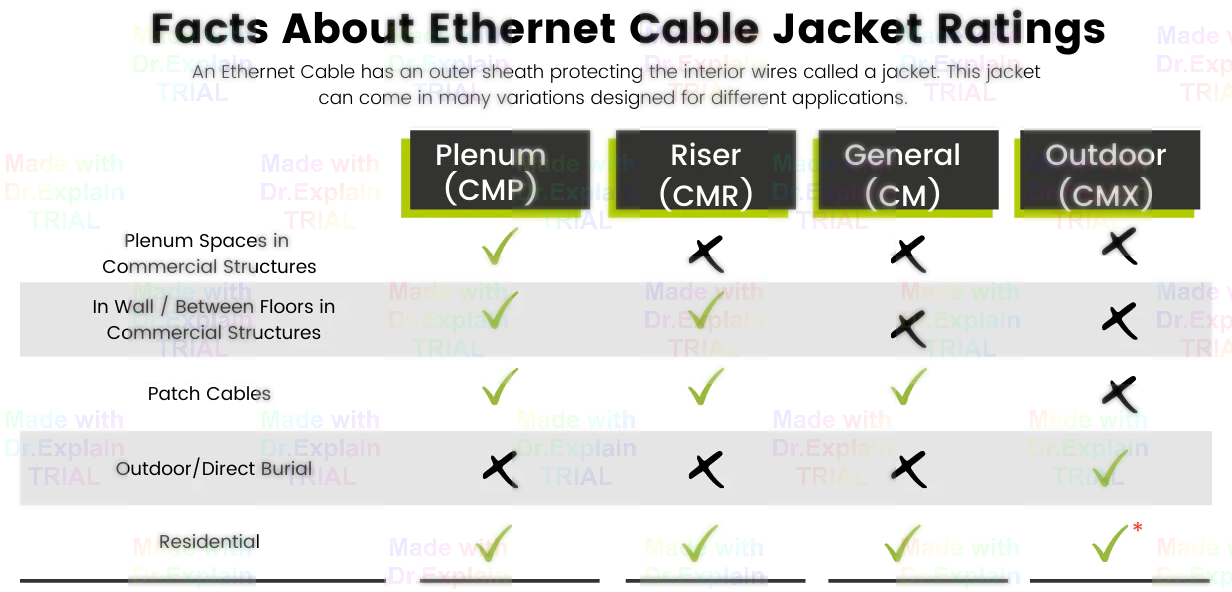 Facts About Ethernet Cable Jacket Ratings
An Ethernet Cable has an outer sheath protecting the interior wires called a jacket. This jacket
can come in many variations designed for different applications.
Plenum
(CMP)
Riser
(CMR)
General
(CM)
Outdoor
(CMX)
Plenum Spaces in
Commercial Structures
In Wall / Between Floors in
Commercial Structures
Patch Cables
Outdoor/Direct Burial
Residential
*
Made with
Dr.Explain
TRIAL